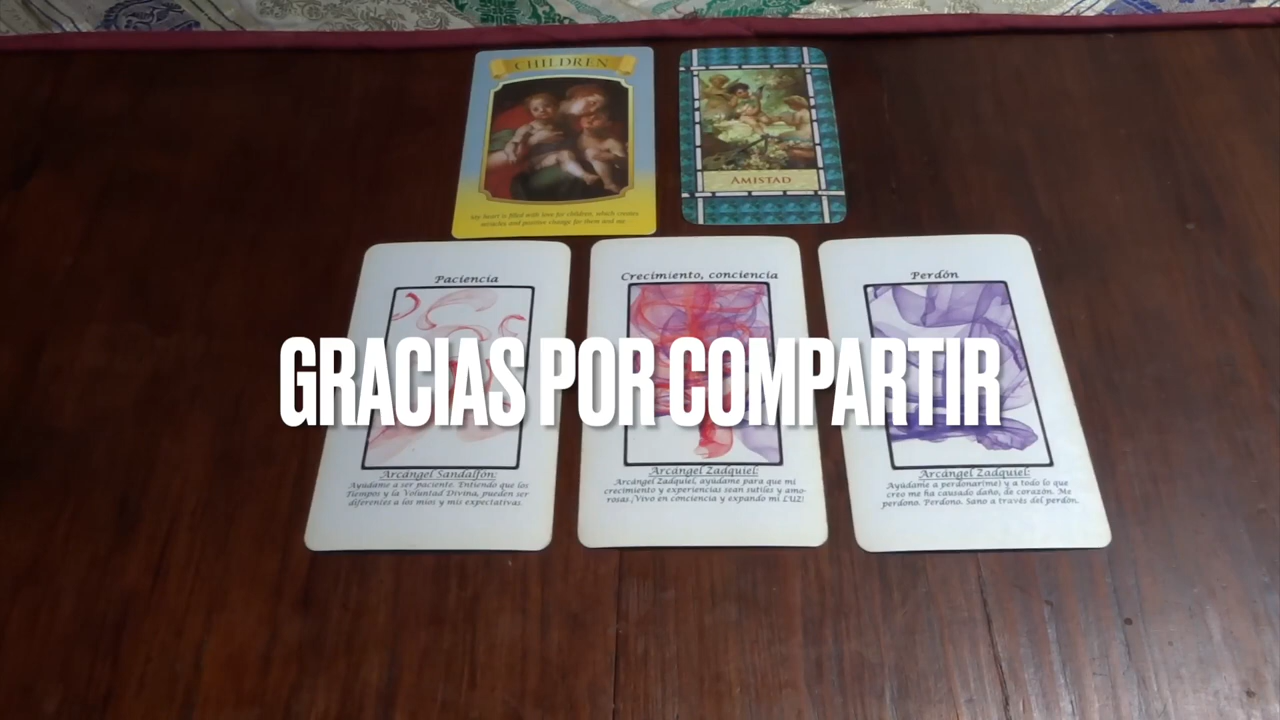 CHILDREN
My heart is filled with love for children, which creates
miracles and positive change for them and me
AMISTAD
Paciencia
Crecimiento, conciencia
Perdón
GRACIAS POR COMPARTIR
Arcángel Sandalfón:
Ayúdame a ser paciente. Entiendo que los
Tiempos y la Voluntad Divina, pueden ser
diferentes a los míos y mis expectativas.
Arcángel Zadquiel:
Arcángel Zadquiel, ayúdame para que mi
crecimiento y experiencias sean sutiles y amo-
rosas ¡Vivo en conciencia y expando mi LUZ!
Arcángel Zadquiel:
Ayúdame a perdonar(me) y a todo lo que
creo me ha causado daño, de corazón. Me
perdono. Perdono. Sano a través del perdón.